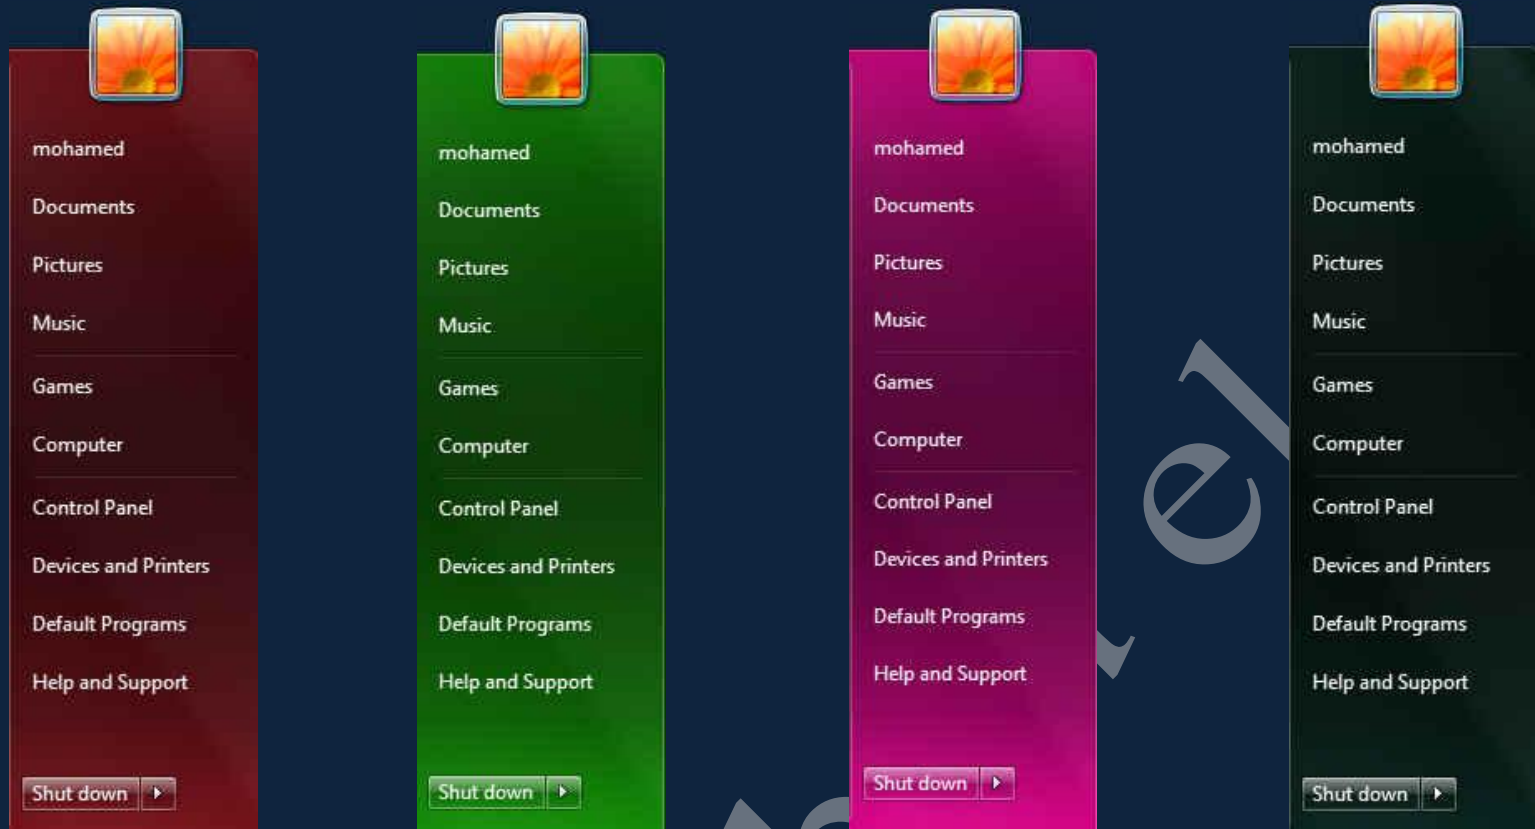 mohamed
Documents
Pictures
Music
Games
Computer
Control Panel
Devices and Printers
Default Programs
Help and Support
Shut down
mohamed
Documents
Pictures
Music
Games
Computer
Control Panel
Devices and Printers
Default Programs
Help and Support
Shut down
mohamed
Documents
Pictures
Music
Games
Computer
Control Panel
Devices and Printers
Default Programs
Help and Support
Shut down
mohamed
Documents
Pictures
Music
Games
Computer
Control Panel
Devices and Printers
Default Programs
Help and Support
Shut down